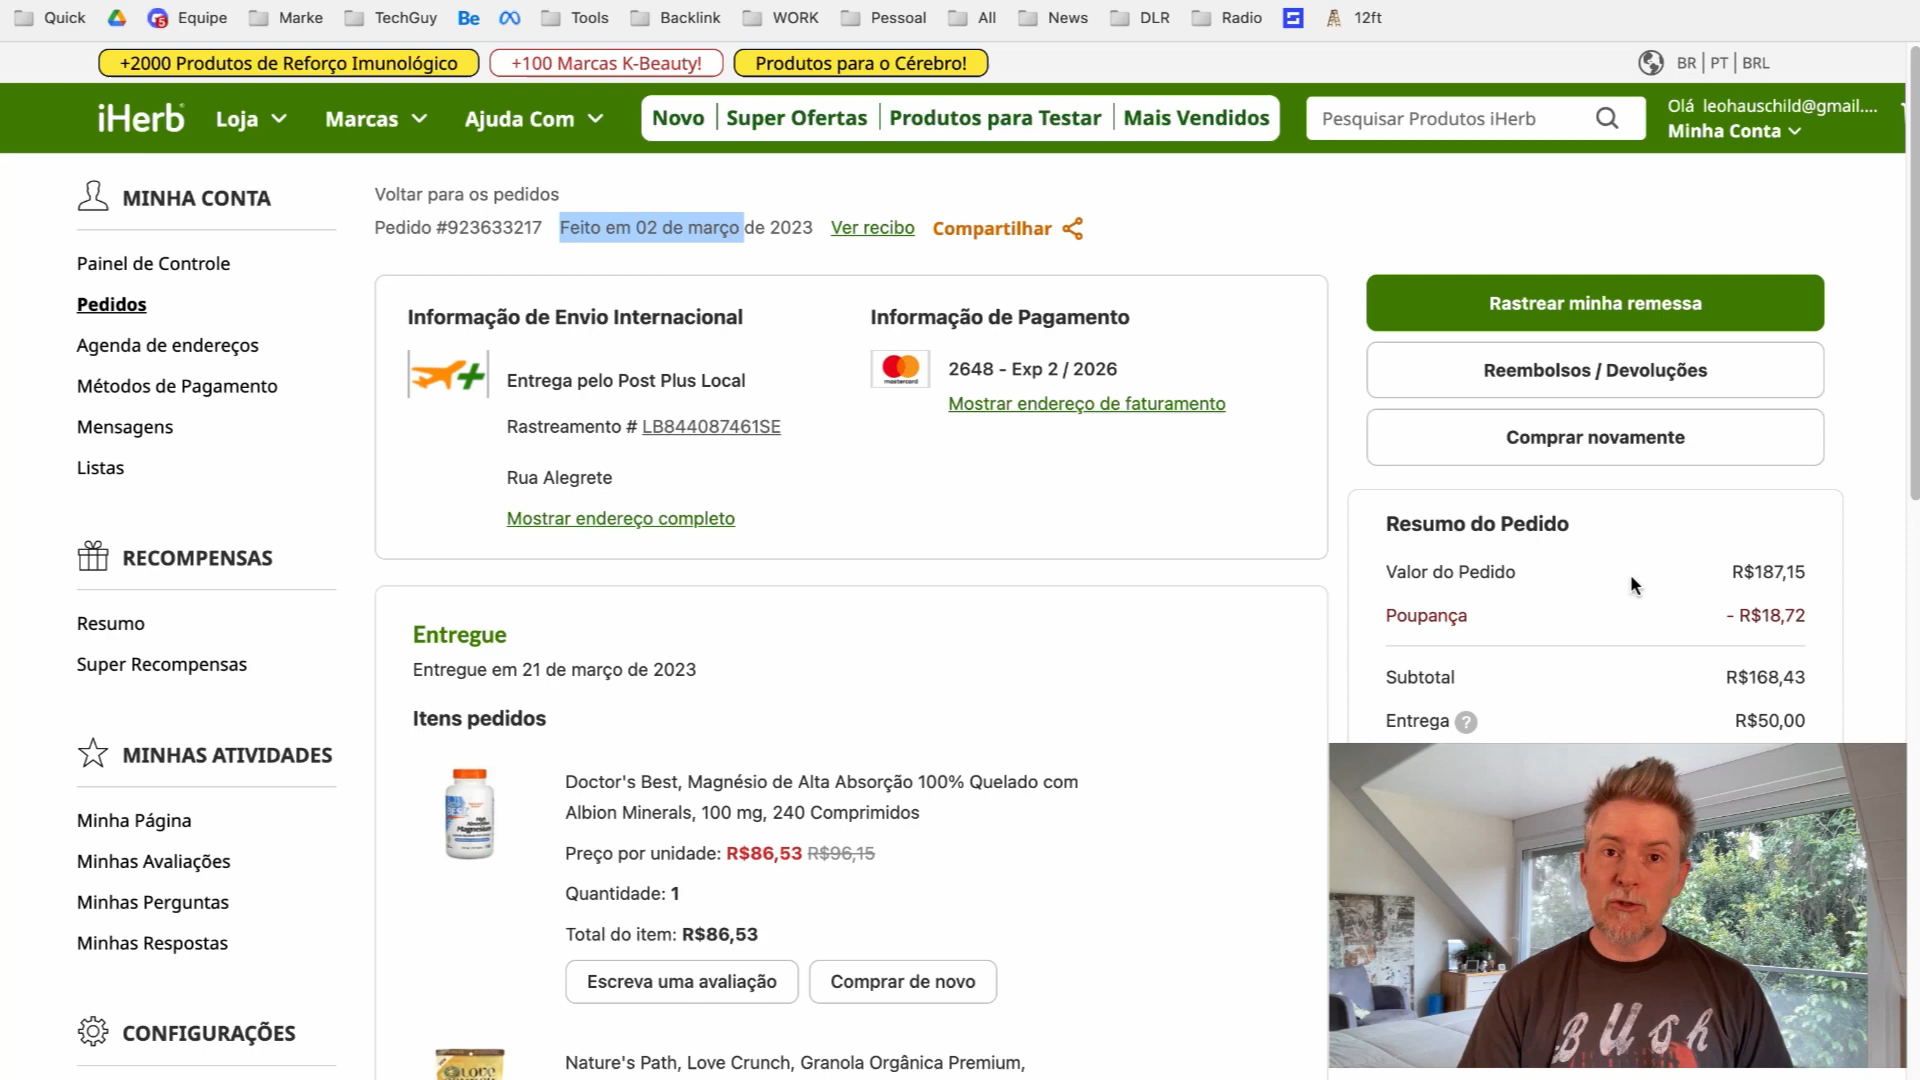 Quick
Equipe
Marke
TechGuy
Be
Tools
Backlink
WORK
Pessoal
All
News
DLR
Radio
12ft
+2000 Produtos de Reforço Imunológico
+100 Marcas K-Beauty!
Produtos para o Cérebro!
BR | PT | BRL
iHerb
Loja
Marcas
Ajuda Com
Novo
Super Ofertas
Produtos para Testar
Mais Vendidos
Pesquisar Produtos iHerb
Olá leohauschild@gmail....
Minha Conta
MINHA CONTA
Painel de Controle
Pedidos
Agenda de endereços
Métodos de Pagamento
Mensagens
Listas
RECOMPENSAS
Resumo
Super Recompensas
MINHAS ATIVIDADES
Minha Página
Minhas Avaliações
Minhas Perguntas
Minhas Respostas
CONFIGURAÇÕES
Voltar para os pedidos
Pedido #923633217 Feito em 02 de março de 2023 Ver recibo Compartilhar
Informação de Envio Internacional
Entrega pelo Post Plus Local
Rastreamento # LB844087461SE
Rua Alegrete
Mostrar endereço completo
Informação de Pagamento
mastercard
2648 - Exp 2 / 2026
Mostrar endereço de faturamento
Entregue
Entregue em 21 de março de 2023
Itens pedidos
Doctor's Best, Magnésio de Alta Absorção 100% Quelado com
Albion Minerals, 100 mg, 240 Comprimidos
Preço por unidade: R$86,53 R$96,15
Quantidade: 1
Total do item: R$86,53
Escreva uma avaliação
Comprar de novo
Nature's Path, Love Crunch, Granola Orgânica Premium,
Rastrear minha remessa
Reembolsos / Devoluções
Comprar novamente
Resumo do Pedido
Valor do Pedido R$187,15
Poupança - R$18,72
Subtotal R$168,43
Entrega ? R$50,00
BUSH